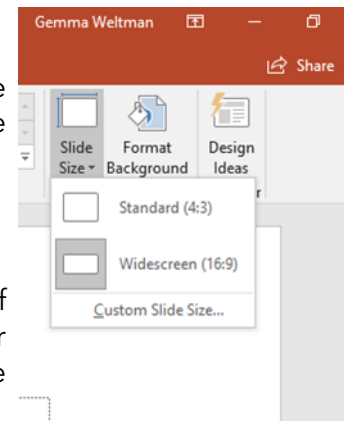 Gemma Weltman
Share
e
e
Slide Size
Format Background
Design Ideas
r
Standard (4:3)
Widescreen (16:9)
Custom Slide Size...
f
r
e